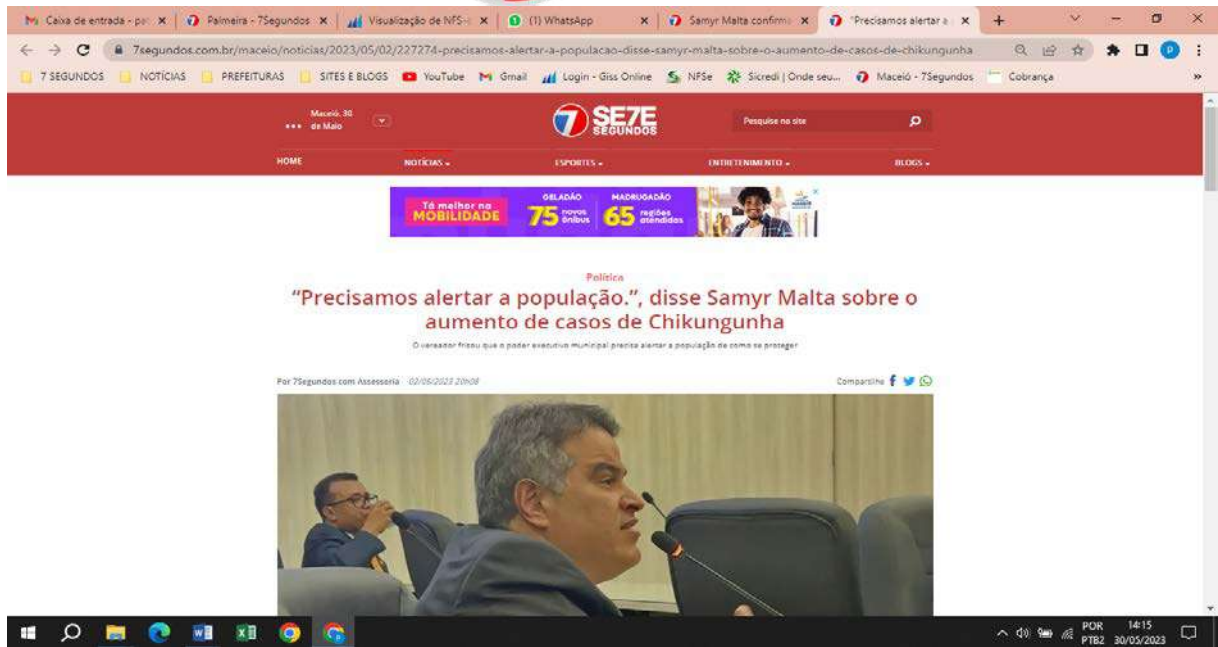 Caixa de entrada - pat
Palmeira - 7Segundos
Visualização de NFS-e
(1) WhatsApp
Samyr Malta confirma
"Precisamos alertar a
7segundos.com.br/maceio/noticias/2023/05/02/227274-precisamos-alertar-a-populacao-disse-samyr-malta-sobre-o-aumento-de-casos-de-chikungunha
7 SEGUNDOS
NOTÍCIAS
PREFEITURAS
SITES E BLOGS
YouTube
Gmail
Login - Giss Online
NFSe
Sicredi | Onde seu...
Maceió - 7Segundos
Cobrança
Maceió, 30
de Maio
7 SE7E
SEGUNDOS
Pesquise no site
HOME
NOTÍCIAS
ESPORTES
ENTRETENIMENTO
BLOGS
Tá melhor na
MOBILIDADE
GELADÃO
75 novos
ônibus
MADRUGADÃO
65 regiões
atendidas
Política
“Precisamos alertar a população.”, disse Samyr Malta sobre o
aumento de casos de Chikungunha
O vereador frisou que o poder executivo municipal precisa alertar a população de como se proteger
Por 7Segundos com Assessoria 02/05/2023 20h08
Compartilhe
POR
PTB2
14:15
30/05/2023